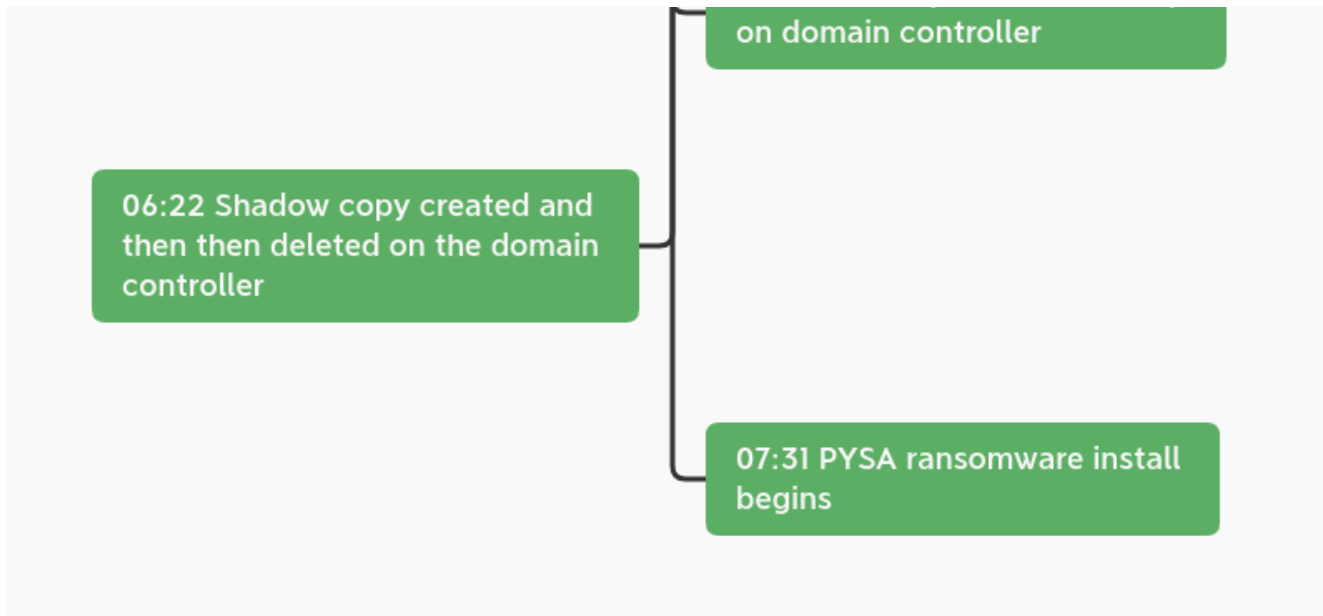 on domain controller
06:22 Shadow copy created and
then then deleted on the domain
controller
07:31 PYSA ransomware install
begins